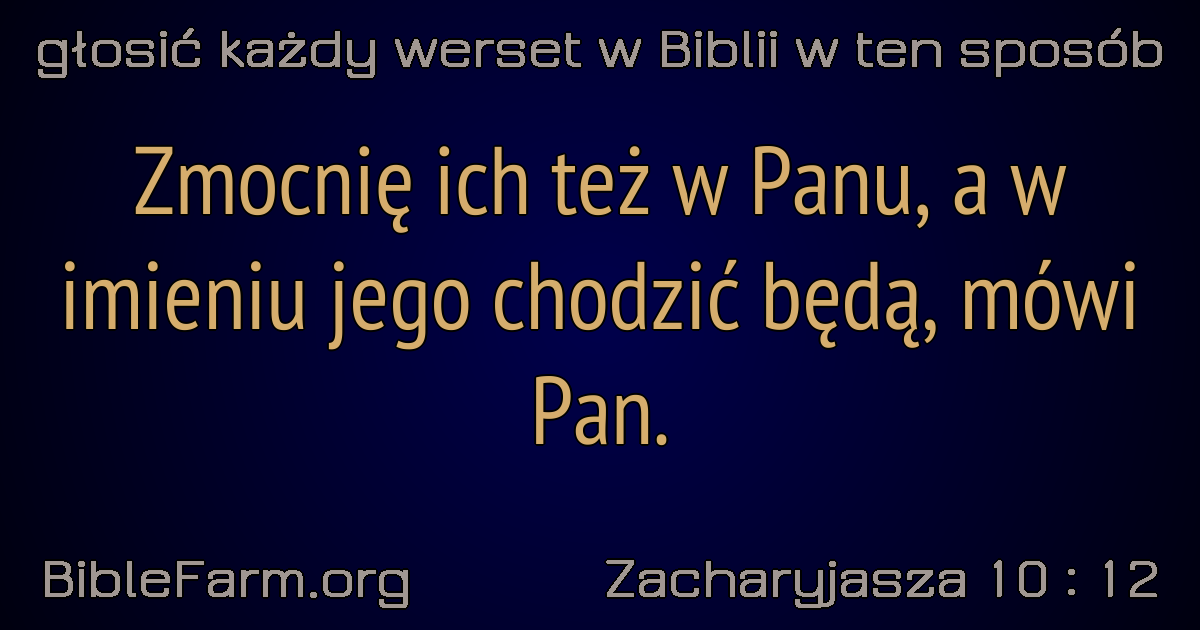 głosić każdy werset w Biblii w ten sposób
Zmocnię ich też w Panu, a w
imieniu jego chodzić będą, mówi
Pan.
BibleFarm.org
Zacharyjasza 10 : 12